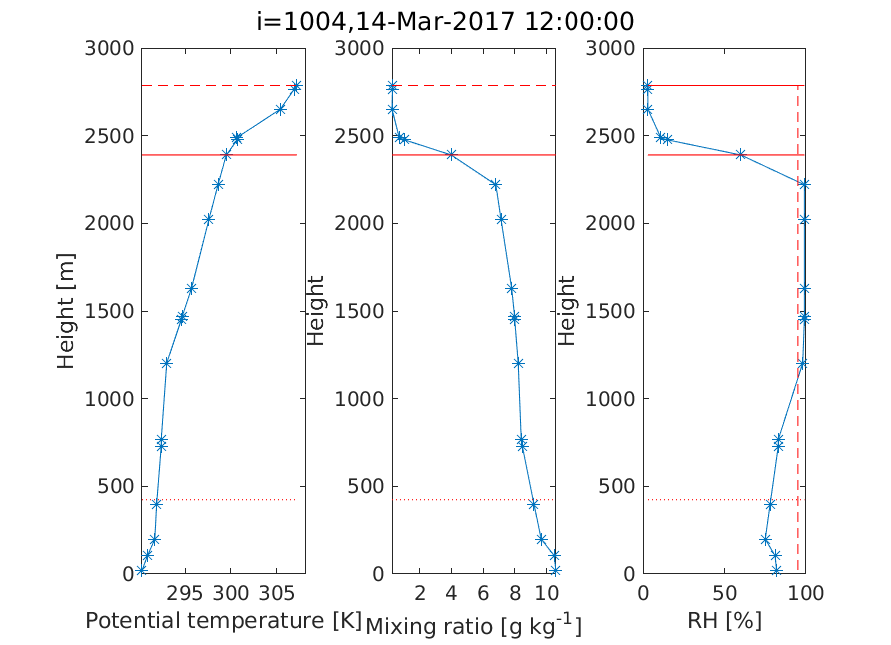 i=1004,14-Mar-2017 12:00:00
3000
2500
2000
1500
1000
500
0
Height [m]
295 300 305
Potential temperature [K]
3000
2500
2000
1500
1000
500
0
Height
2 4 6 8 10
Mixing ratio [g kg-1]
3000
2500
2000
1500
1000
500
0
Height
0 50 100
RH [%]